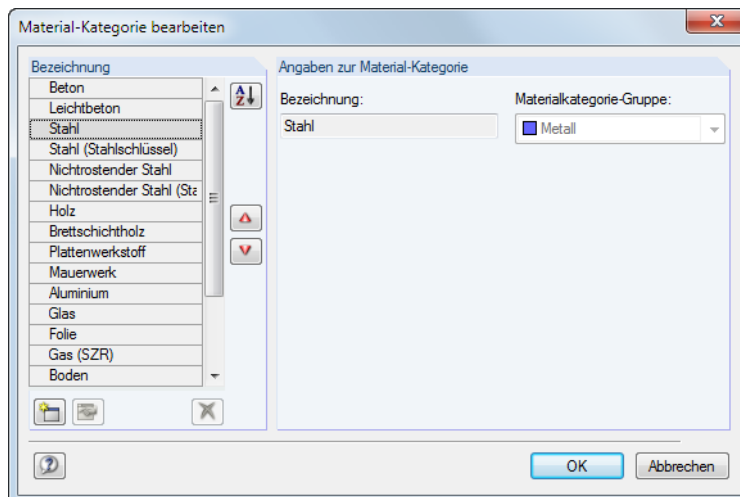 Material-Kategorie bearbeiten
Bezeichnung
Beton
Leichtbeton
Stahl
Stahl (Stahlschlüssel)
Nichtrostender Stahl
Nichtrostender Stahl (Sta
Holz
Brettschichtholz
Plattenwerkstoff
Mauerwerk
Aluminium
Glas
Folie
Gas (SZR)
Boden
A
Z
Angaben zur Material-Kategorie
Bezeichnung: Materialkategorie-Gruppe:
Stahl Metall
OK Abbrechen